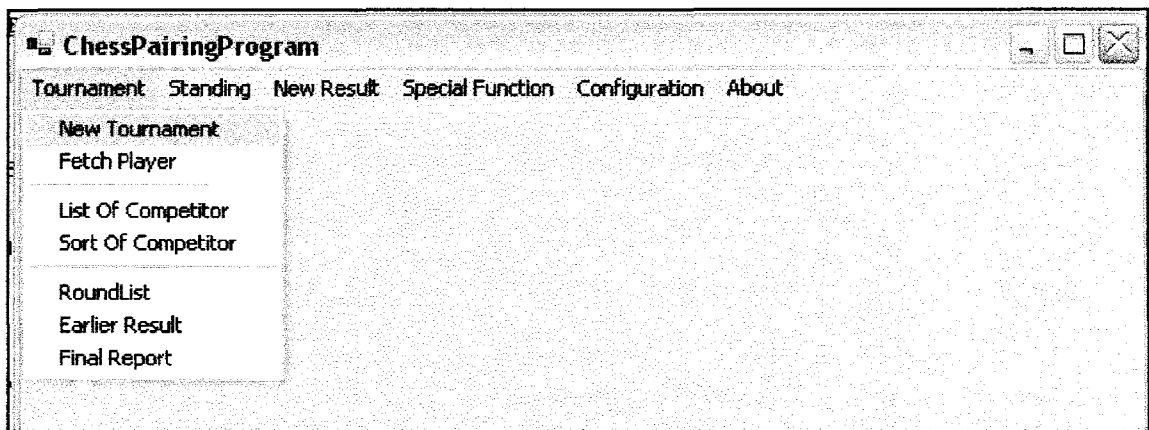 ChessPairingProgram
Tournament Standing New Result Special Function Configuration About
New Tournament
Fetch Player
List Of Competitor
Sort Of Competitor
RoundList
Earlier Result
Final Report